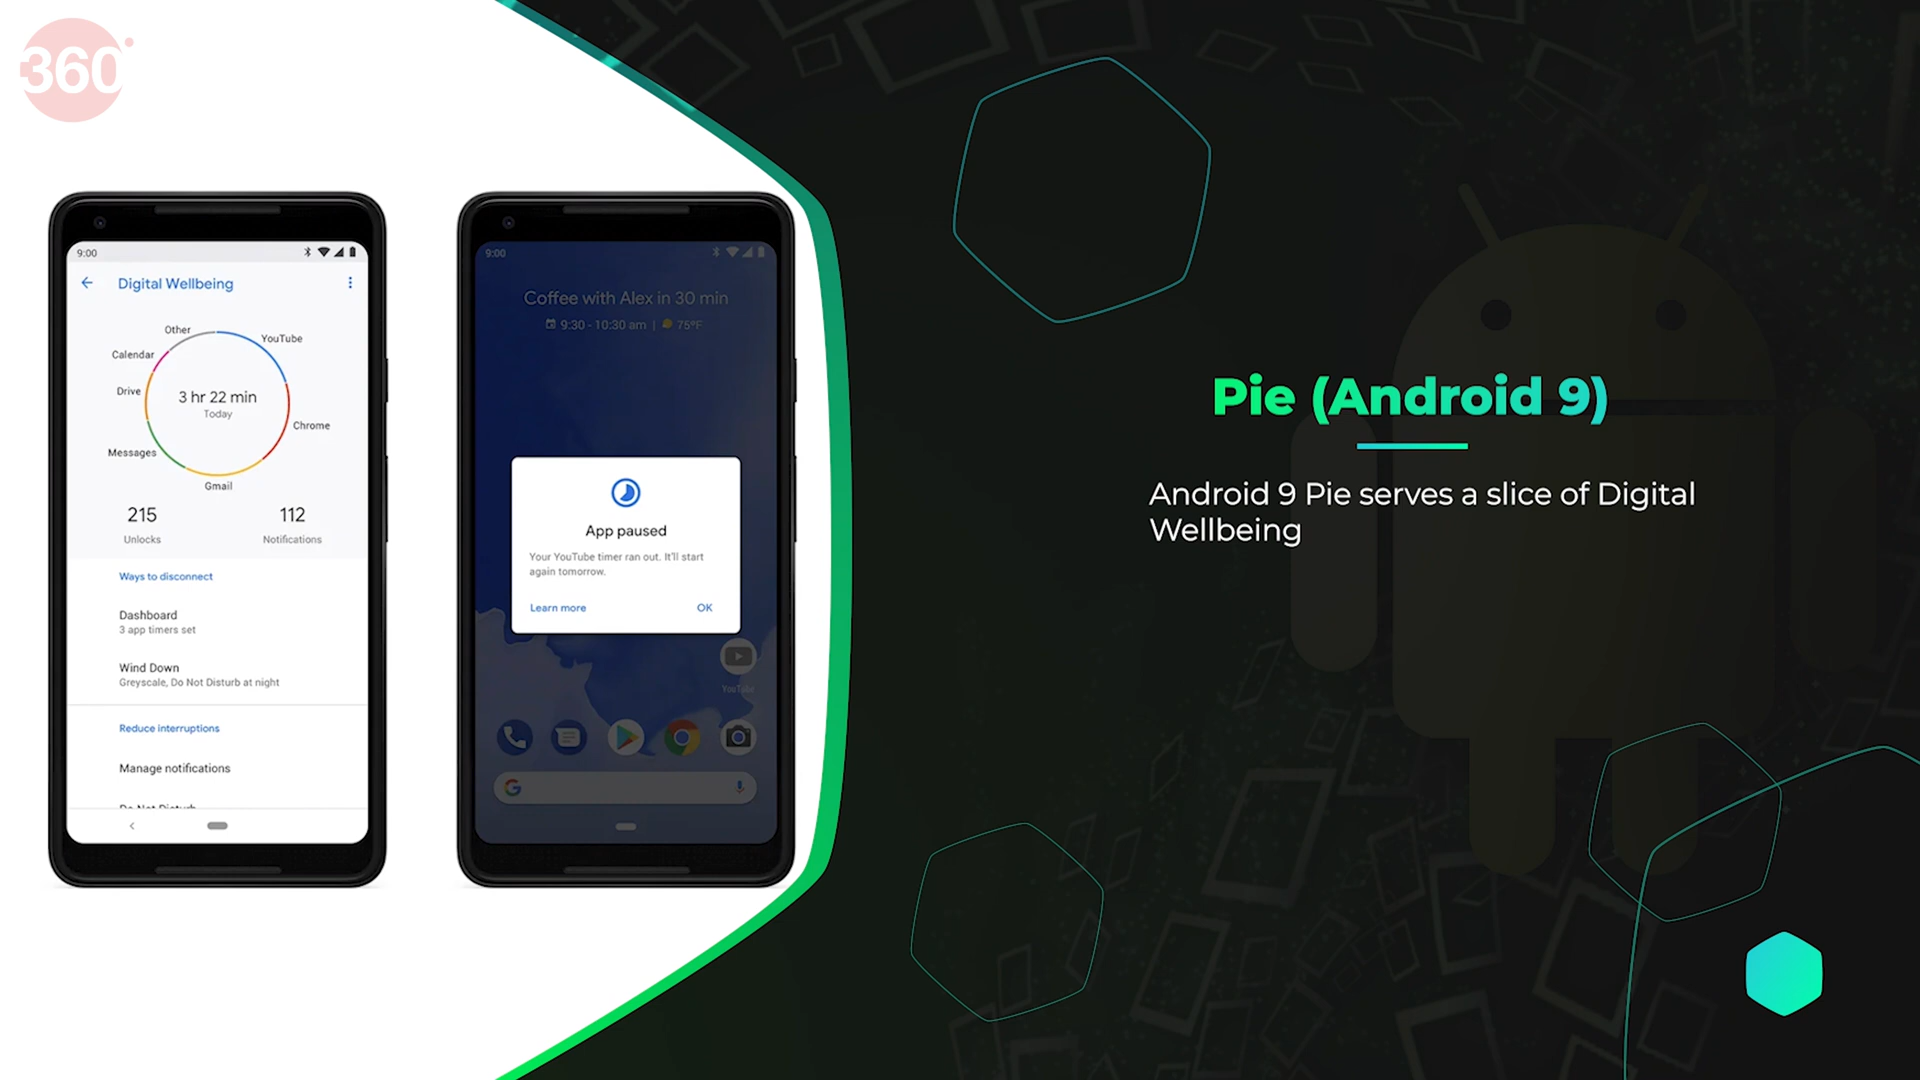 360°
9:00
Digital Wellbeing
Other
YouTube
Calendar
Drive
3 hr 22 min
Today
Chrome
Messages
Gmail
215
112
Unlocks
Notifications
Ways to disconnect
Dashboard
3 app timers set
Wind Down
Greyscale, Do Not Disturb at night
Reduce interruptions
Manage notifications
Do Not Disturb
9:00
Coffee with Alex in 30 min
9:30 - 10:30 am | 75°F
App paused
Your YouTube timer ran out. It'll start
again tomorrow.
Learn more
OK
YouTube
Pie (Android 9)
Android 9 Pie serves a slice of Digital
Wellbeing